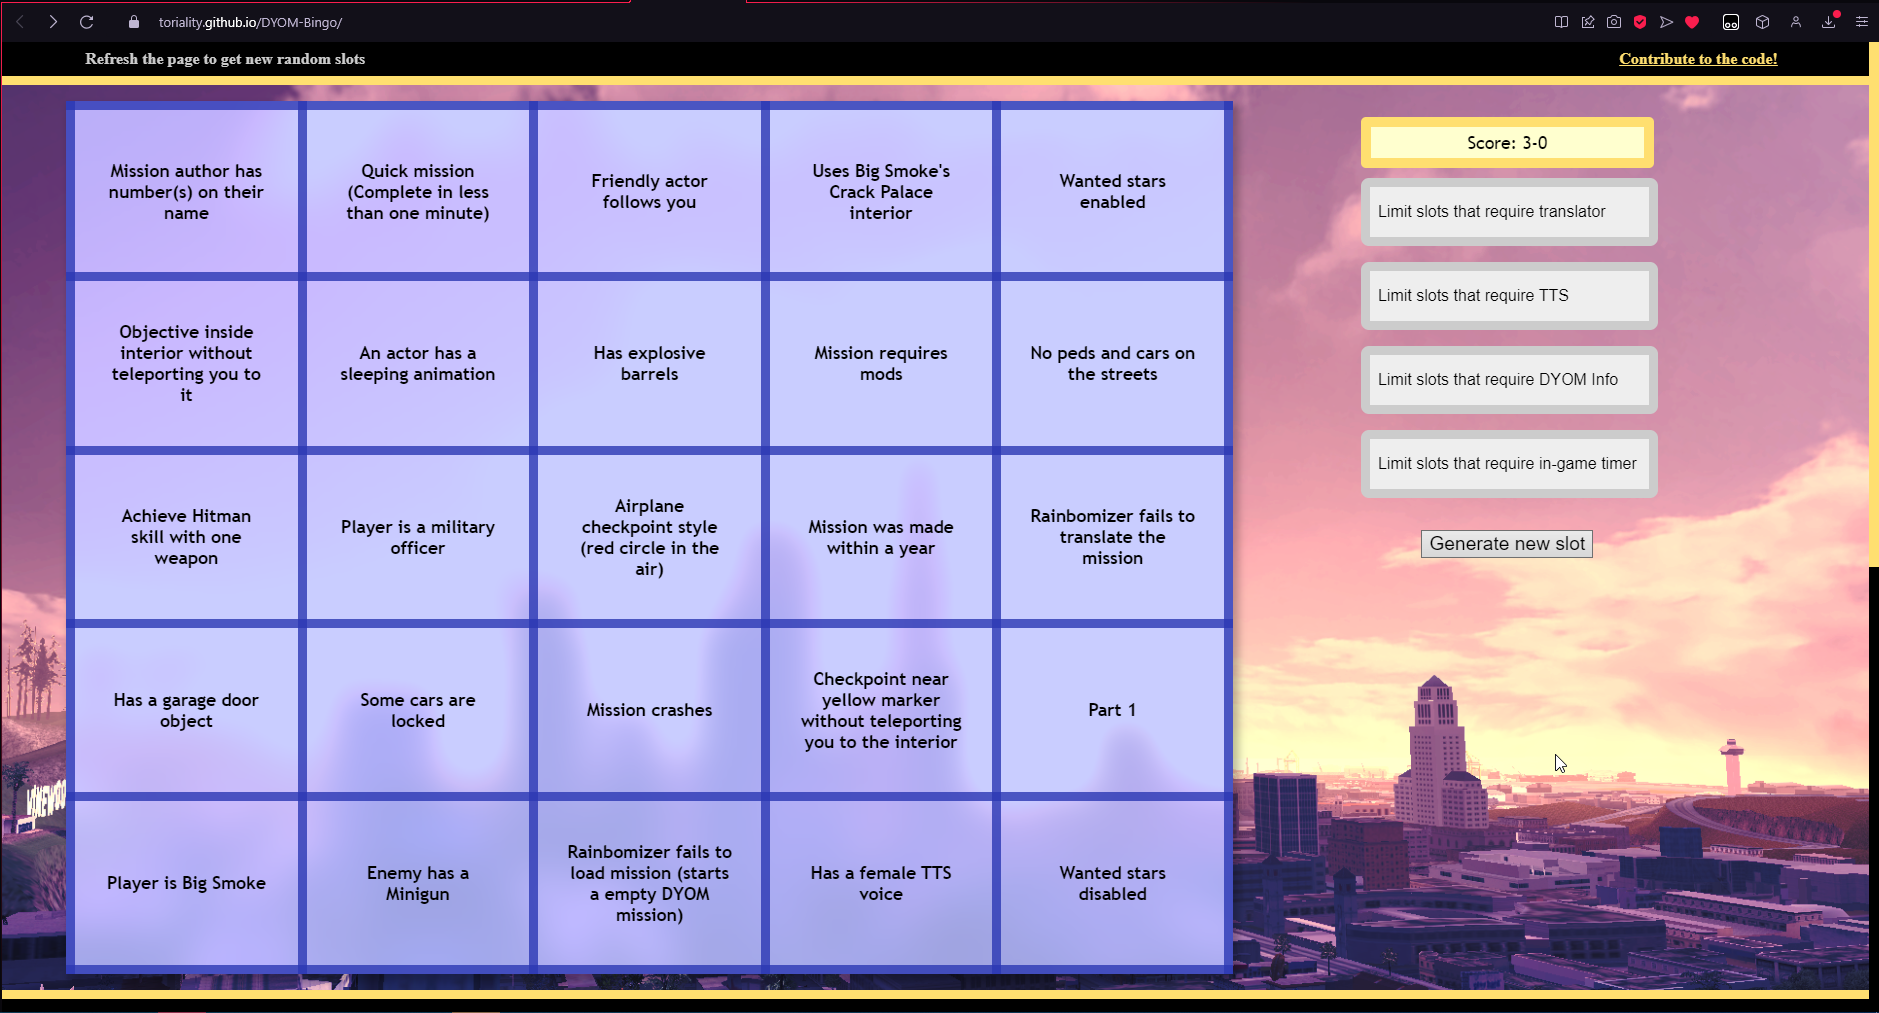 toriality.github.io/DYOM-Bingo/
Refresh the page to get new random slots
Contribute to the code!
Mission author has
number(s) on their
name
Quick mission
(Complete in less
than one minute)
Friendly actor
follows you
Uses Big Smoke's
Crack Palace
interior
Wanted stars
enabled
Objective inside
interior without
teleporting you to
it
An actor has a
sleeping animation
Has explosive
barrels
Mission requires
mods
No peds and cars on
the streets
Achieve Hitman
skill with one
weapon
Player is a military
officer
Airplane
checkpoint style
(red circle in the
air)
Mission was made
within a year
Rainbomizer fails to
translate the
mission
Has a garage door
object
Some cars are
locked
Mission crashes
Checkpoint near
yellow marker
without teleporting
you to the interior
Part 1
Player is Big Smoke
Enemy has a
Minigun
Rainbomizer fails to
load mission (starts
a empty DYOM
mission)
Has a female TTS
voice
Wanted stars
disabled
Score: 3-0
Limit slots that require translator
Limit slots that require TTS
Limit slots that require DYOM Info
Limit slots that require in-game timer
Generate new slot